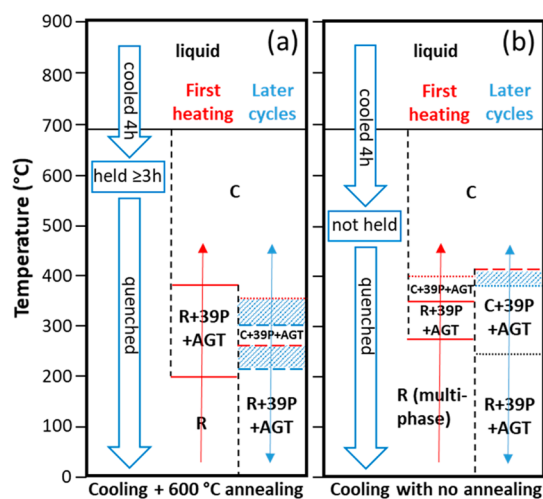 Temperature (°C)
900
800
700
600
500
400
300
200
100
0
(a)
liquid
First
heating
Later
cycles
cooled 4h
held ≥3h
quenched
C
R+39P
+AGT
R
C+39P+AGT
R+39P
+AGT
Cooling + 600 °C annealing
(b)
liquid
First
heating
Later
cycles
cooled 4h
not held
quenched
C
C+39P+AGT
R+39P
+AGT
R (multi-
phase)
C+39P
+AGT
R+39P
+AGT
Cooling with no annealing